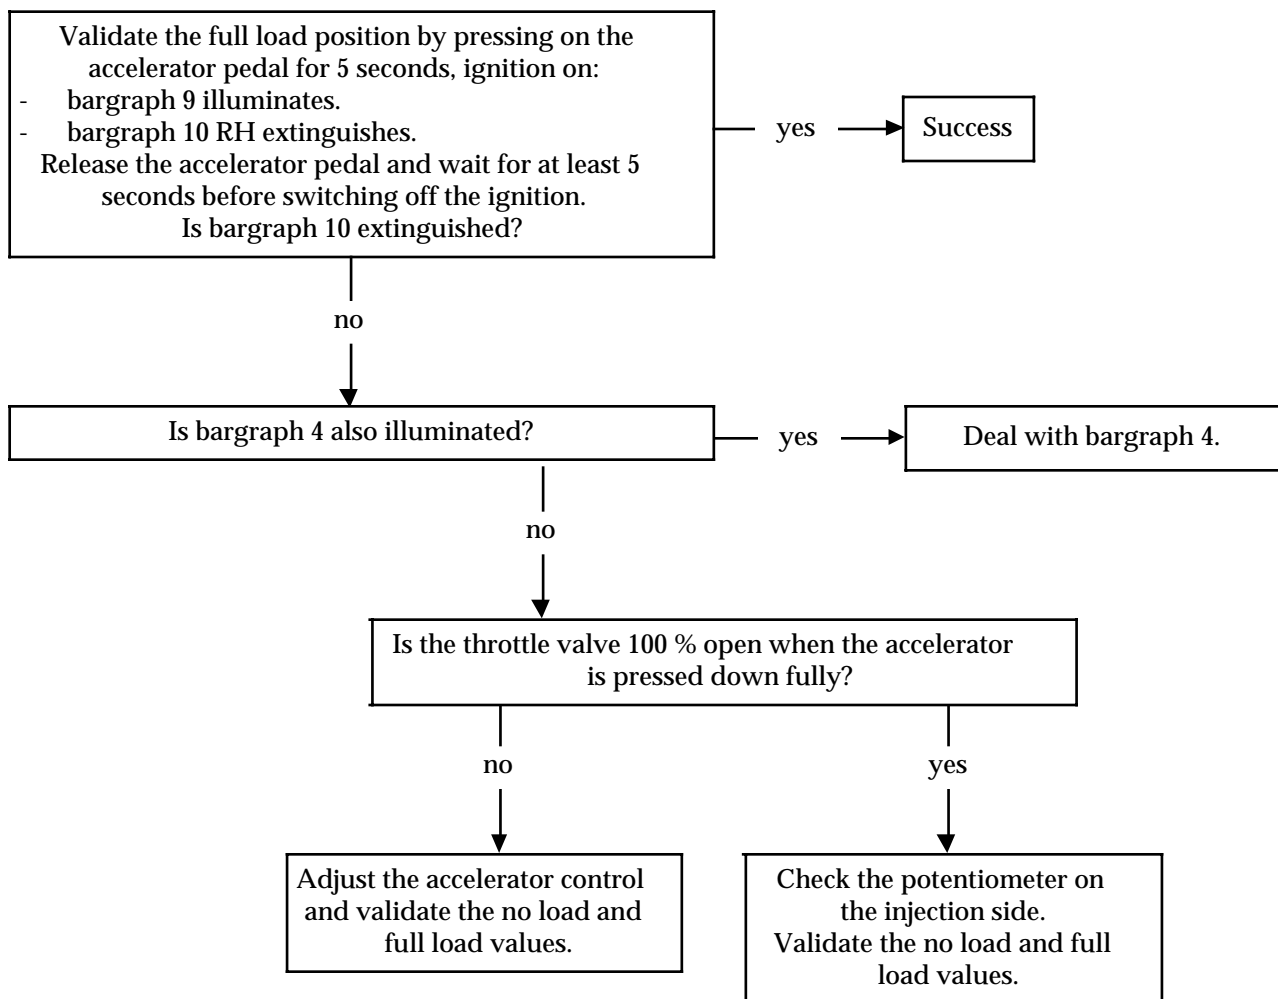 Validate the full load position by pressing on the
accelerator pedal for 5 seconds, ignition on:
- bargraph 9 illuminates.
- bargraph 10 RH extinguishes.
Release the accelerator pedal and wait for at least 5
seconds before switching off the ignition.
Is bargraph 10 extinguished?
yes
Success
no
Is bargraph 4 also illuminated?
yes
Deal with bargraph 4.
no
Is the throttle valve 100 % open when the accelerator
is pressed down fully?
no
yes
Adjust the accelerator control
and validate the no load and
full load values.
Check the potentiometer on
the injection side.
Validate the no load and full
load values.